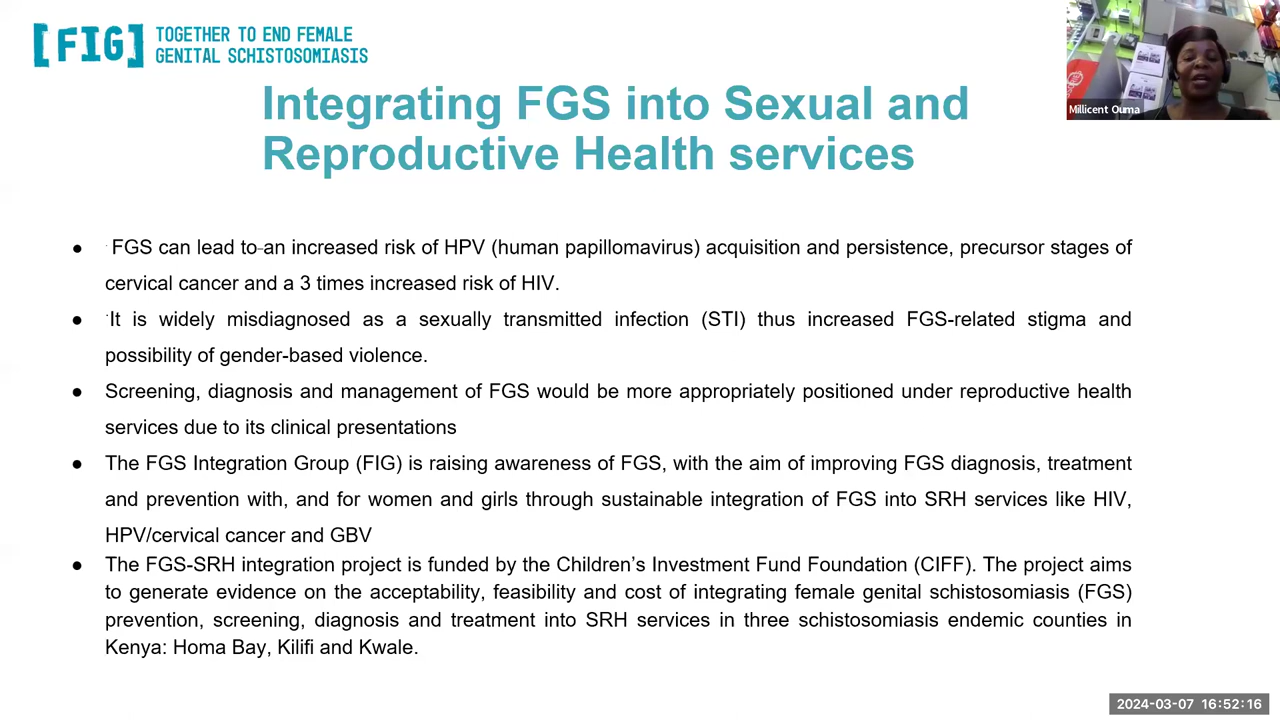 [FIG] TOGETHER TO END FEMALE
GENITAL SCHISTOSOMIASIS
Millicent Ouma
Integrating FGS into Sexual and
Reproductive Health services
● FGS can lead to an increased risk of HPV (human papillomavirus) acquisition and persistence, precursor stages of
cervical cancer and a 3 times increased risk of HIV.
● It is widely misdiagnosed as a sexually transmitted infection (STI) thus increased FGS-related stigma and
possibility of gender-based violence.
● Screening, diagnosis and management of FGS would be more appropriately positioned under reproductive health
services due to its clinical presentations
● The FGS Integration Group (FIG) is raising awareness of FGS, with the aim of improving FGS diagnosis, treatment
and prevention with, and for women and girls through sustainable integration of FGS into SRH services like HIV,
HPV/cervical cancer and GBV
● The FGS-SRH integration project is funded by the Children’s Investment Fund Foundation (CIFF). The project aims
to generate evidence on the acceptability, feasibility and cost of integrating female genital schistosomiasis (FGS)
prevention, screening, diagnosis and treatment into SRH services in three schistosomiasis endemic counties in
Kenya: Homa Bay, Kilifi and Kwale.
2024-03-07 16:52:16